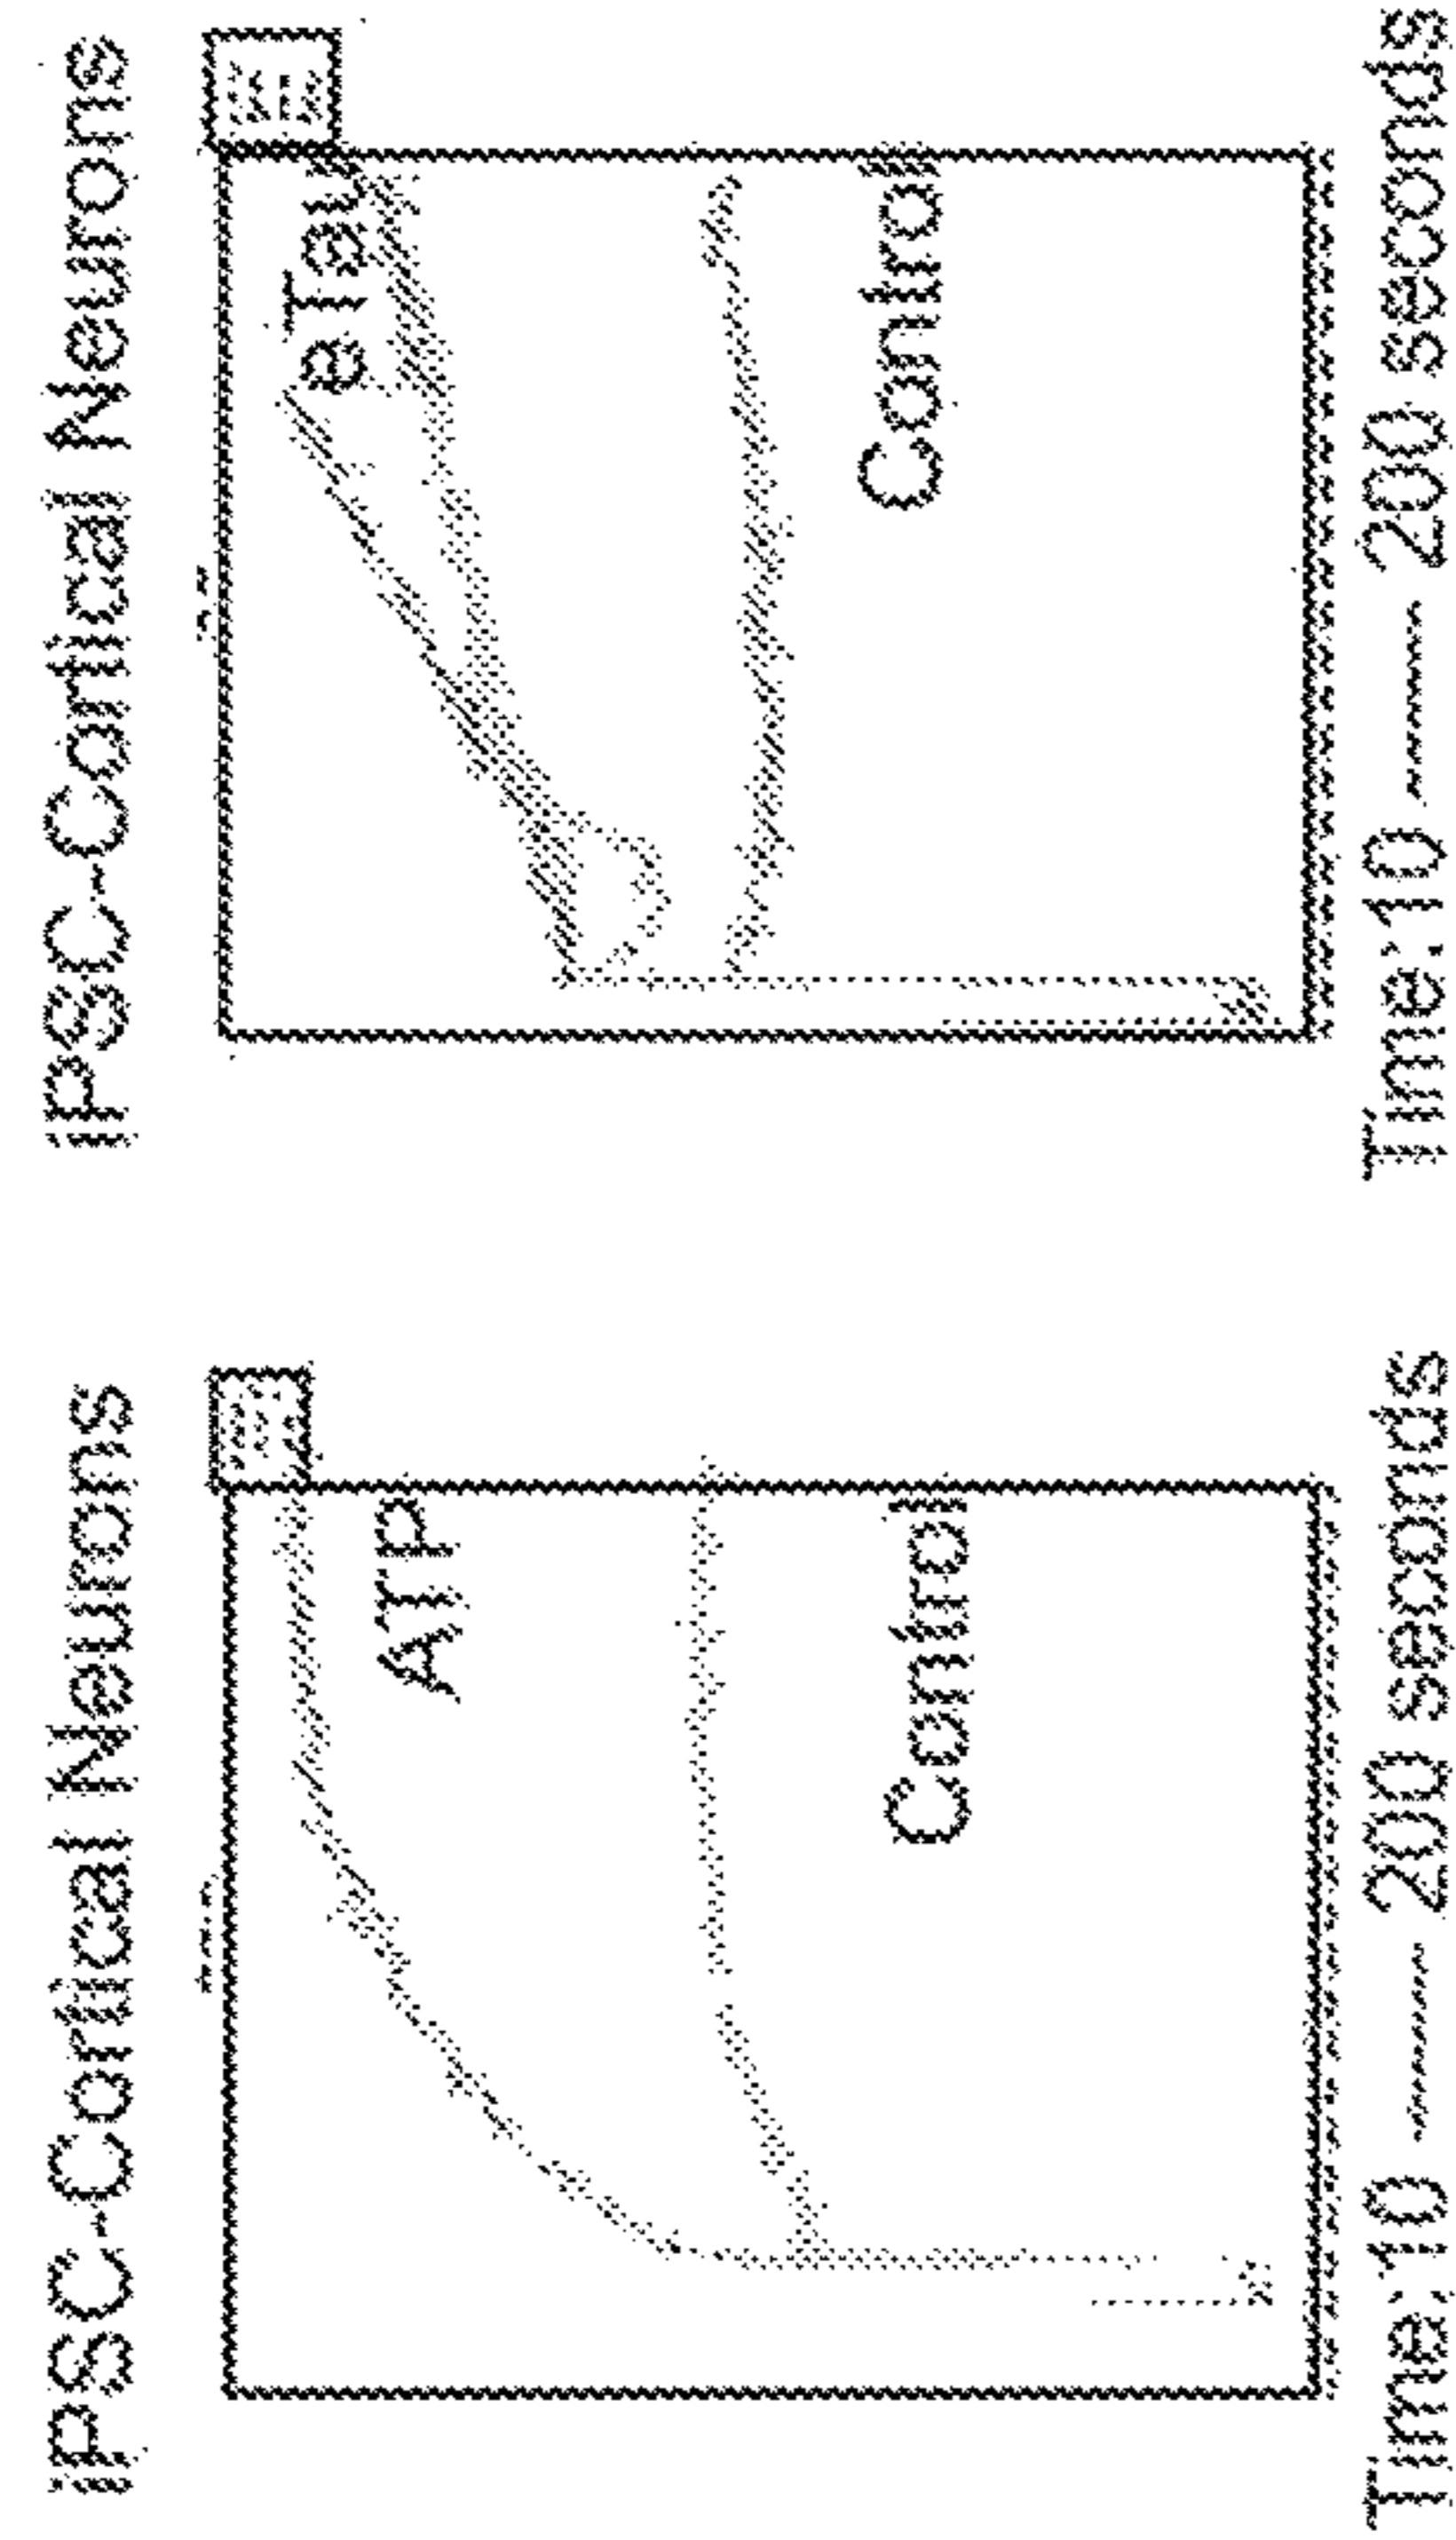 iPSC-Cortical Neurons
ATP
Control
Time:10 —— 200 seconds
iPSC-Cortical Neurons
eTau
Control
Time:10 —— 200 seconds